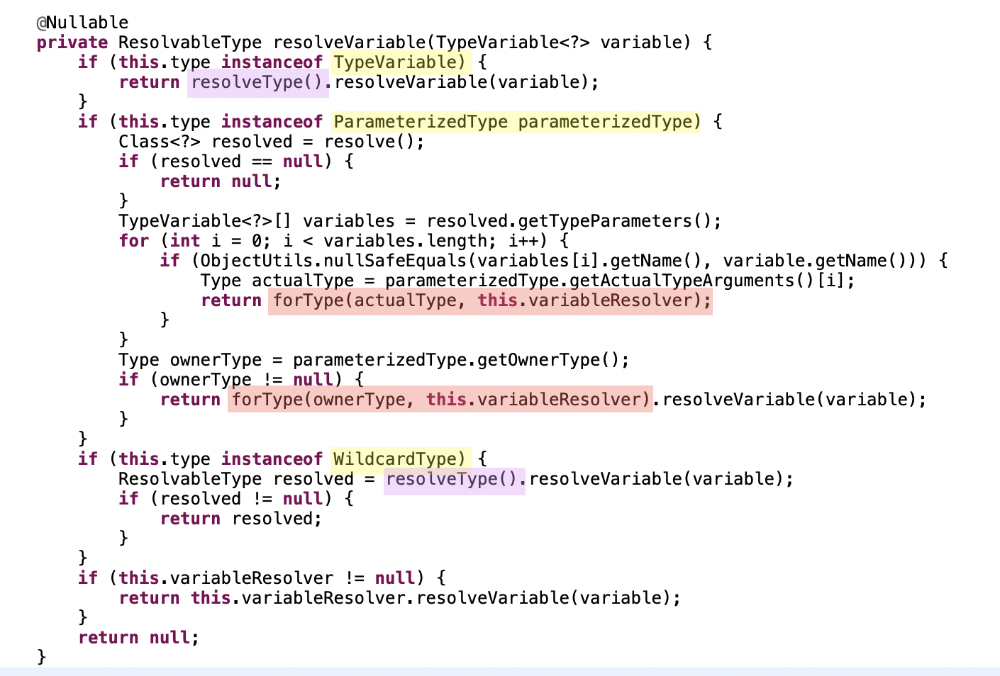 @Nullable
private ResolvableType resolveVariable(TypeVariable<?> variable) {
    if (this.type instanceof TypeVariable) {
        return resolveType().resolveVariable(variable);
    }
    if (this.type instanceof ParameterizedType parameterizedType) {
        Class<?> resolved = resolve();
        if (resolved == null) {
            return null;
        }
        TypeVariable<?>[] variables = resolved.getTypeParameters();
        for (int i = 0; i < variables.length; i++) {
            if (ObjectUtils.nullSafeEquals(variables[i].getName(), variable.getName())) {
                Type actualType = parameterizedType.getActualTypeArguments()[i];
                return forType(actualType, this.variableResolver);
            }
        }
        Type ownerType = parameterizedType.getOwnerType();
        if (ownerType != null) {
            return forType(ownerType, this.variableResolver).resolveVariable(variable);
        }
    }
    if (this.type instanceof WildcardType) {
        ResolvableType resolved = resolveType().resolveVariable(variable);
        if (resolved != null) {
            return resolved;
        }
    }
    if (this.variableResolver != null) {
        return this.variableResolver.resolveVariable(variable);
    }
    return null;
}